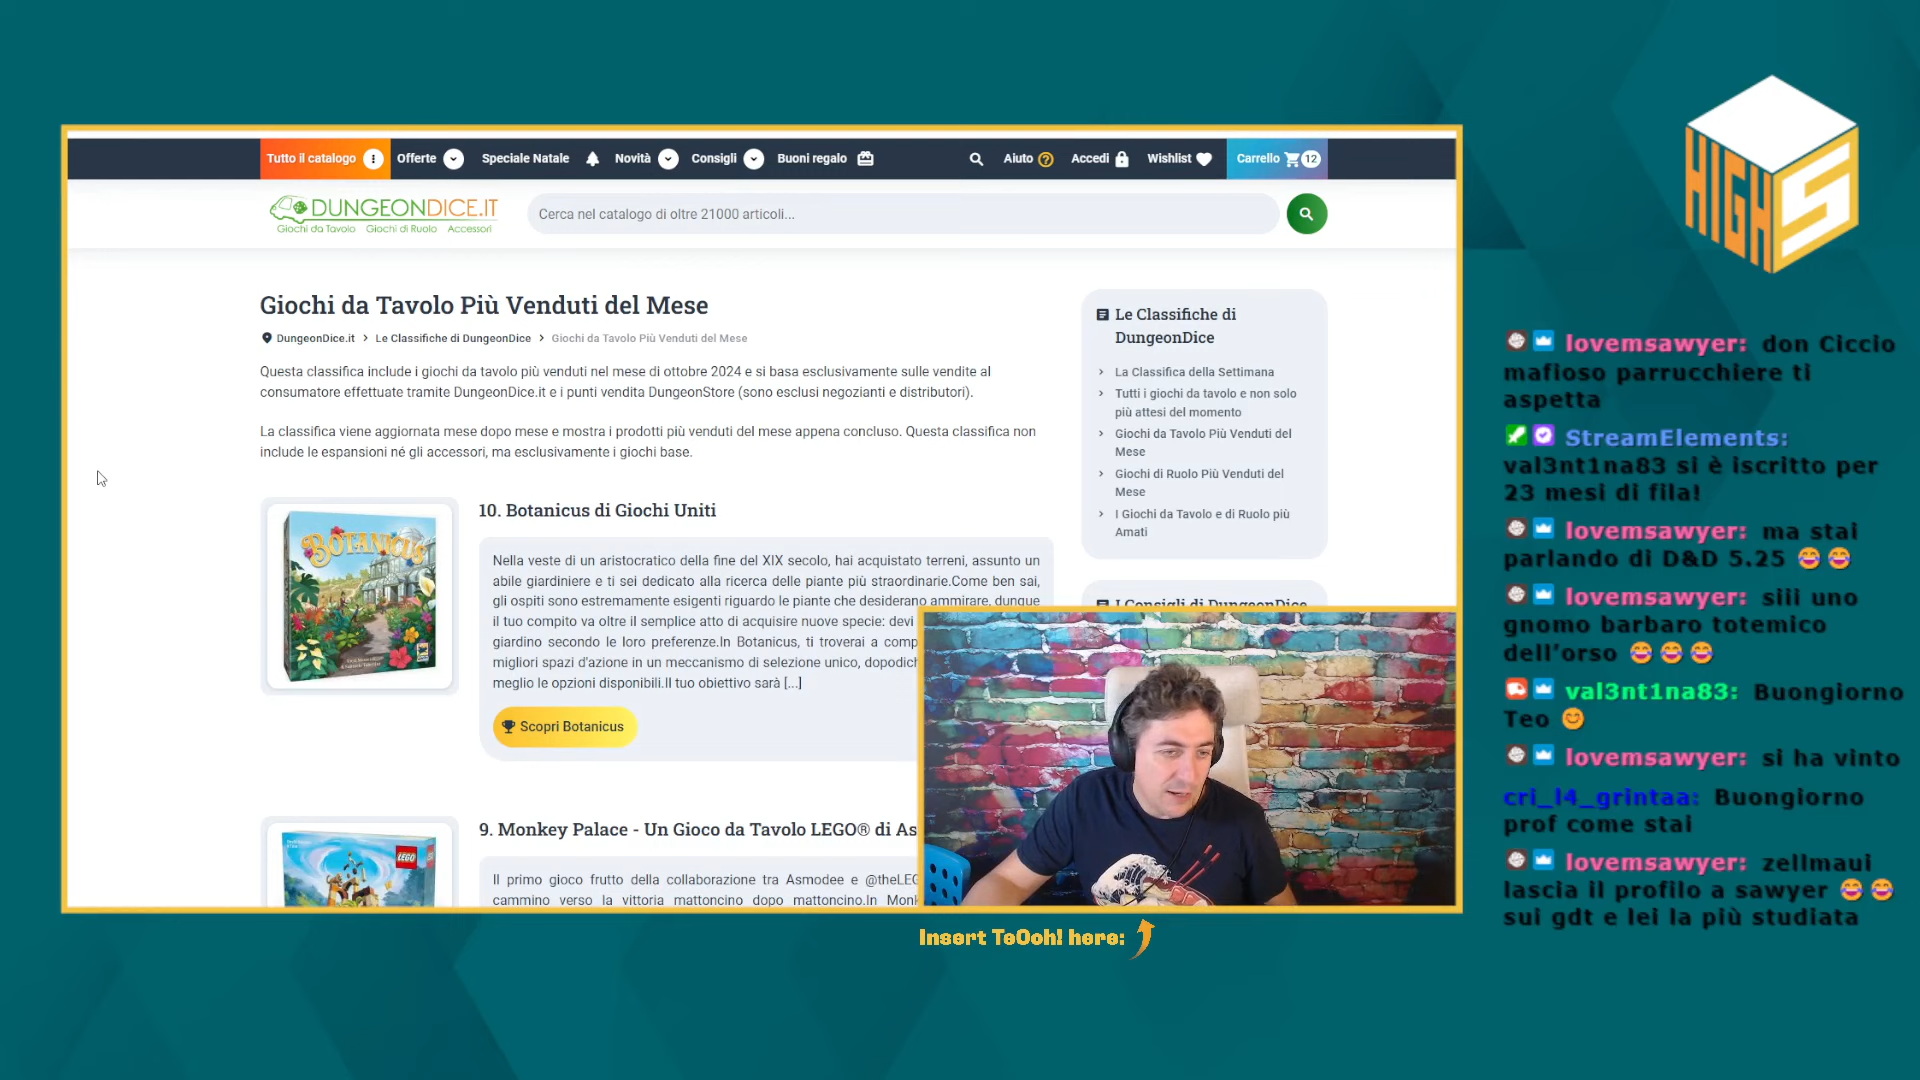 Tutto il catalogo
Offerte
Speciale Natale
Novità
Consigli
Buoni regalo
Aiuto
Accedi
Wishlist
Carrello 12
DUNGEONDICE.IT
Giochi da Tavolo Giochi di Ruolo Accessori
Cerca nel catalogo di oltre 21000 articoli...
Giochi da Tavolo Più Venduti del Mese
DungeonDice.it > Le Classifiche di DungeonDice > Giochi da Tavolo Più Venduti del Mese
Questa classifica include i giochi da tavolo più venduti nel mese di ottobre 2024 e si basa esclusivamente sulle vendite al
consumatore effettuate tramite DungeonDice.it e i punti vendita DungeonStore (sono esclusi negozianti e distributori).
La classifica viene aggiornata mese dopo mese e mostra i prodotti più venduti del mese appena concluso. Questa classifica non
include le espansioni né gli accessori, ma esclusivamente i giochi base.
BOTANICUS
10. Botanicus di Giochi Uniti
Nella veste di un aristocratico della fine del XIX secolo, hai acquistato terreni, assunto un
abile giardiniere e ti sei dedicato alla ricerca delle piante più straordinarie.Come ben sai,
gli ospiti sono estremamente esigenti riguardo le piante che desiderano ammirare, dunque
il tuo compito va oltre il semplice atto di acquisire nuove specie: devi
giardino secondo le loro preferenze.In Botanicus, ti troverai a comp
migliori spazi d'azione in un meccanismo di selezione unico, dopodich
meglio le opzioni disponibili.Il tuo obiettivo sarà [...]
Scopri Botanicus
LEGO
9. Monkey Palace - Un Gioco da Tavolo LEGO® di As
Il primo gioco frutto della collaborazione tra Asmodee e @theLEG
cammino verso la vittoria mattoncino dopo mattoncino.In Monk
Le Classifiche di
DungeonDice
La Classifica della Settimana
Tutti i giochi da tavolo e non solo
più attesi del momento
Giochi da Tavolo Più Venduti del
Mese
Giochi di Ruolo Più Venduti del
Mese
I Giochi da Tavolo e di Ruolo più
Amati
I Consigli di DungeonDice
Insert TeOoh! here:
HIGH 5
lovemsawyer: don Ciccio
mafioso parrucchiere ti
aspetta
StreamElements:
val3nt1na83 si è iscritto per
23 mesi di fila!
lovemsawyer: ma stai
parlando di D&D 5.25 😂😂
lovemsawyer: siii uno
gnomo barbaro totemico
dell'orso 😂😂😂
val3nt1na83: Buongiorno
Teo 😊
lovemsawyer: si ha vinto
cri_l4_grintaa: Buongiorno
prof come stai
lovemsawyer: zellmaui
lascia il profilo a sawyer 😂😂
sui gdt e lei la più studiata